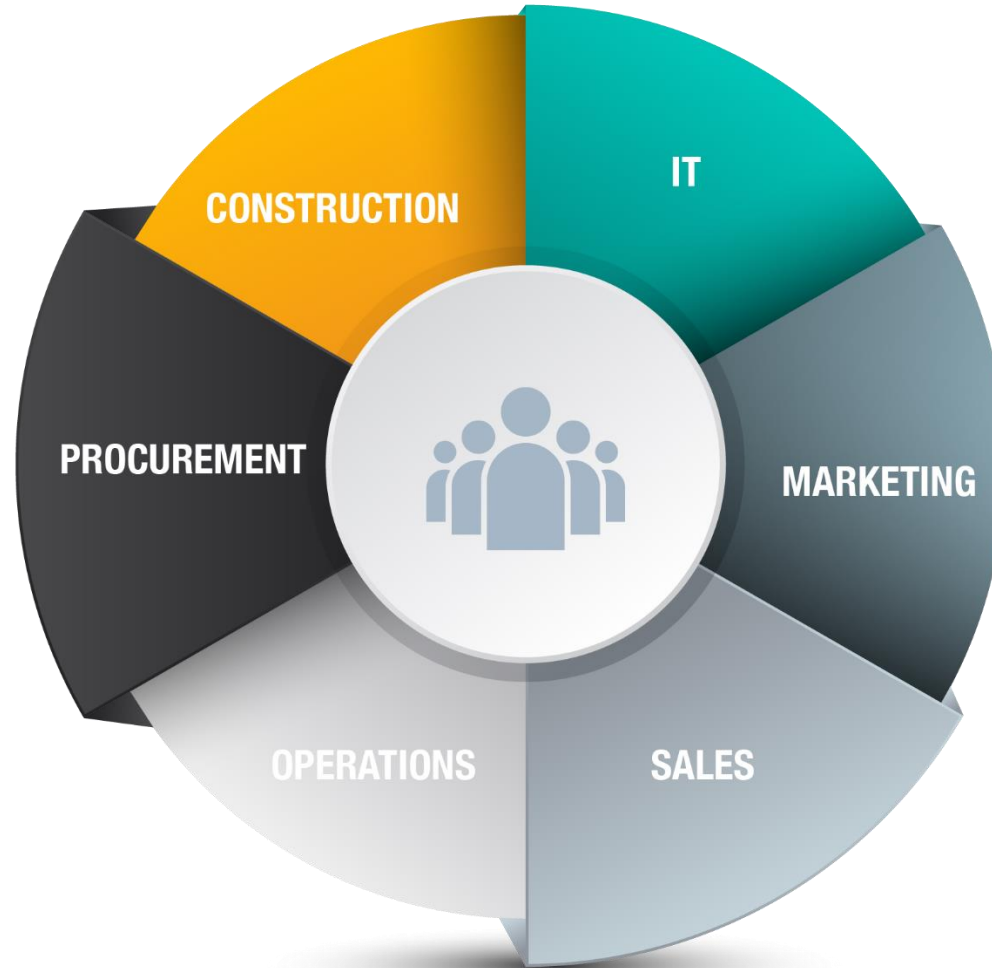 IT
CONSTRUCTION
PROCUREMENT
MARKETING
OPERATIONS
SALES